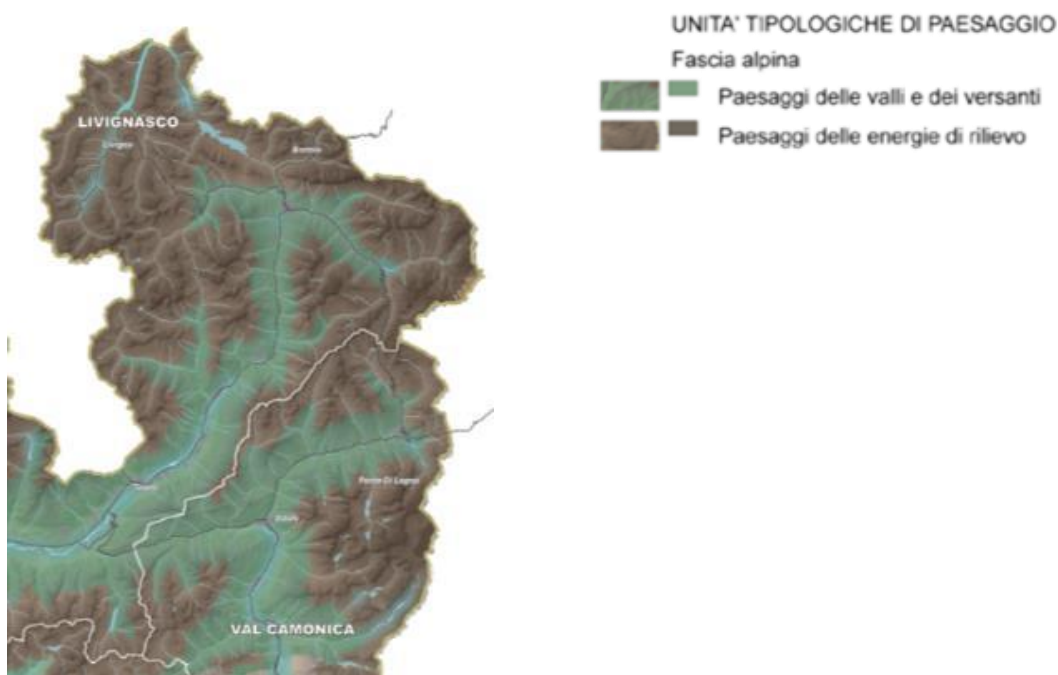 UNITA' TIPOLOGICHE DI PAESAGGIO
Fascia alpina
Paesaggi delle valli e dei versanti
Paesaggi delle energie di rilievo
LIVIGNASCO
Livigno
Bormio
Ponte Di Legno
VAL CAMONICA